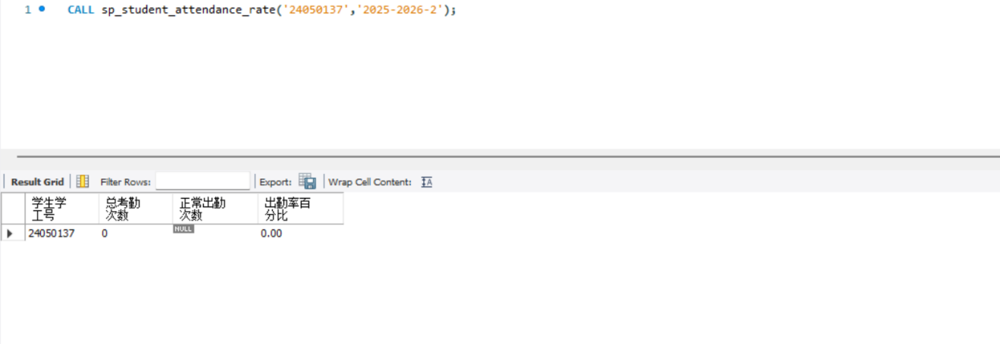 1 CALL sp_student_attendance_rate('24050137','2025-2026-2');
Result Grid Filter Rows: Export: Wrap Cell Content: IA
学生学 总考勤 正常出勤 出勤率百
工号 次数 次数 分比
24050137 0 NULL 0.00